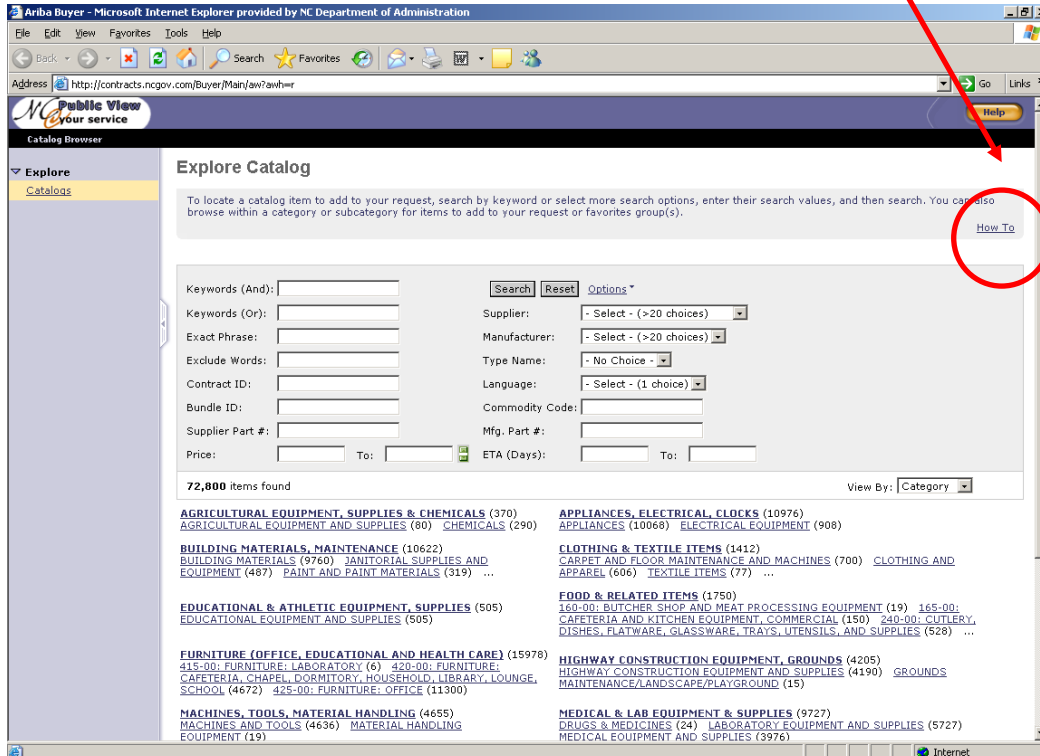 Ariba Buyer - Microsoft Internet Explorer provided by NC Department of Administration
File Edit View Favorites Tools Help
Back Search Favorites
Address http://contracts.ncgov.com/Buyer/Main/aw?awh=r Go Links
NC Public View @your service Help
Catalog Browser
Explore
Catalogs
Explore Catalog
To locate a catalog item to add to your request, search by keyword or select more search options, enter their search values, and then search. You can also
browse within a category or subcategory for items to add to your request or favorites group(s).
How To
Keywords (And): Search Reset Options
Keywords (Or): Supplier: - Select - (>20 choices)
Exact Phrase: Manufacturer: - Select - (>20 choices)
Exclude Words: Type Name: - No Choice -
Contract ID: Language: - Select - (1 choice)
Bundle ID: Commodity Code:
Supplier Part #: Mfg. Part #:
Price: To: ETA (Days): To:
72,800 items found View By: Category
AGRICULTURAL EQUIPMENT, SUPPLIES & CHEMICALS (370)
AGRICULTURAL EQUIPMENT AND SUPPLIES (80) CHEMICALS (290)
APPLIANCES, ELECTRICAL, CLOCKS (10976)
APPLIANCES (10068) ELECTRICAL EQUIPMENT (908)
BUILDING MATERIALS, MAINTENANCE (10622)
BUILDING MATERIALS (9760) JANITORIAL SUPPLIES AND
EQUIPMENT (487) PAINT AND PAINT MATERIALS (319) ...
CLOTHING & TEXTILE ITEMS (1412)
CARPET AND FLOOR MAINTENANCE AND MACHINES (700) CLOTHING AND
APPAREL (606) TEXTILE ITEMS (77) ...
EDUCATIONAL & ATHLETIC EQUIPMENT, SUPPLIES (505)
EDUCATIONAL EQUIPMENT AND SUPPLIES (505)
FOOD & RELATED ITEMS (1750)
160-00: BUTCHER SHOP AND MEAT PROCESSING EQUIPMENT (19) 165-00:
CAFETERIA AND KITCHEN EQUIPMENT, COMMERCIAL (150) 240-00: CUTLERY,
DISHES, FLATWARE, GLASSWARE, TRAYS, UTENSILS, AND SUPPLIES (528) ...
FURNITURE (OFFICE, EDUCATIONAL AND HEALTH CARE) (15978)
415-00: FURNITURE: LABORATORY (6) 420-00: FURNITURE:
CAFETERIA, CHAPEL, DORMITORY, HOUSEHOLD, LIBRARY, LOUNGE,
SCHOOL (4672) 425-00: FURNITURE: OFFICE (11300)
HIGHWAY CONSTRUCTION EQUIPMENT, GROUNDS (4205)
HIGHWAY CONSTRUCTION EQUIPMENT AND SUPPLIES (4190) GROUNDS
MAINTENANCE/LANDSCAPE/PLAYGROUND (15)
MACHINES, TOOLS, MATERIAL HANDLING (4655)
MACHINES AND TOOLS (4636) MATERIAL HANDLING
EQUIPMENT (19)
MEDICAL & LAB EQUIPMENT & SUPPLIES (9727)
DRUGS & MEDICINES (24) LABORATORY EQUIPMENT AND SUPPLIES (5727)
MEDICAL EQUIPMENT AND SUPPLIES (3976)
Internet